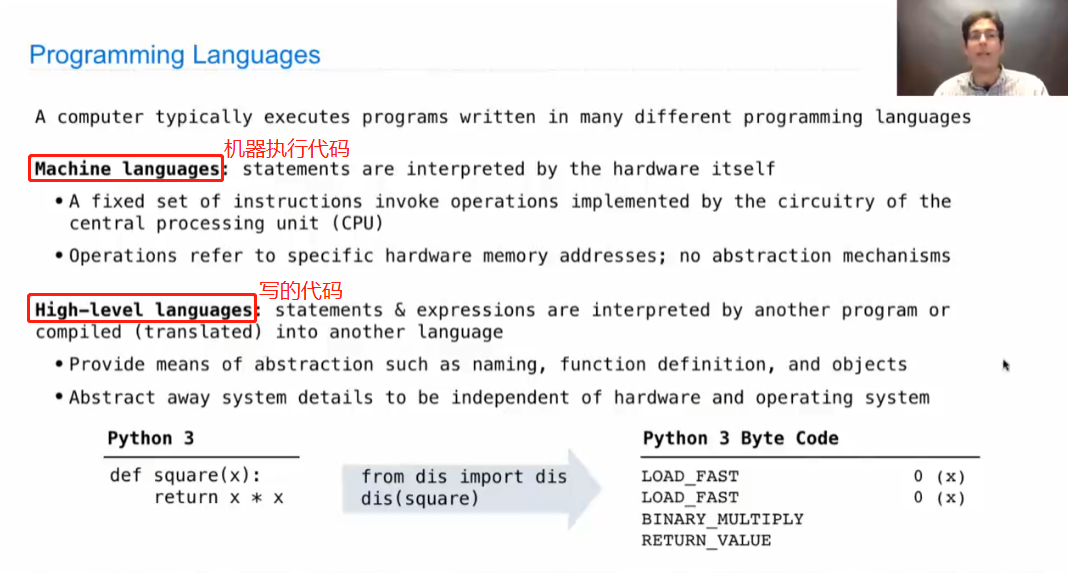 Programming Languages
A computer typically executes programs written in many different programming languages
机器执行代码
Machine languages: statements are interpreted by the hardware itself
•A fixed set of instructions invoke operations implemented by the circuitry of the
central processing unit (CPU)
•Operations refer to specific hardware memory addresses; no abstraction mechanisms
写的代码
High-level languages: statements & expressions are interpreted by another program or
compiled (translated) into another language
•Provide means of abstraction such as naming, function definition, and objects
•Abstract away system details to be independent of hardware and operating system
Python 3
def square(x):
return x * x
from dis import dis
dis(square)
Python 3 Byte Code
LOAD_FAST 0 (x)
LOAD_FAST 0 (x)
BINARY_MULTIPLY
RETURN_VALUE